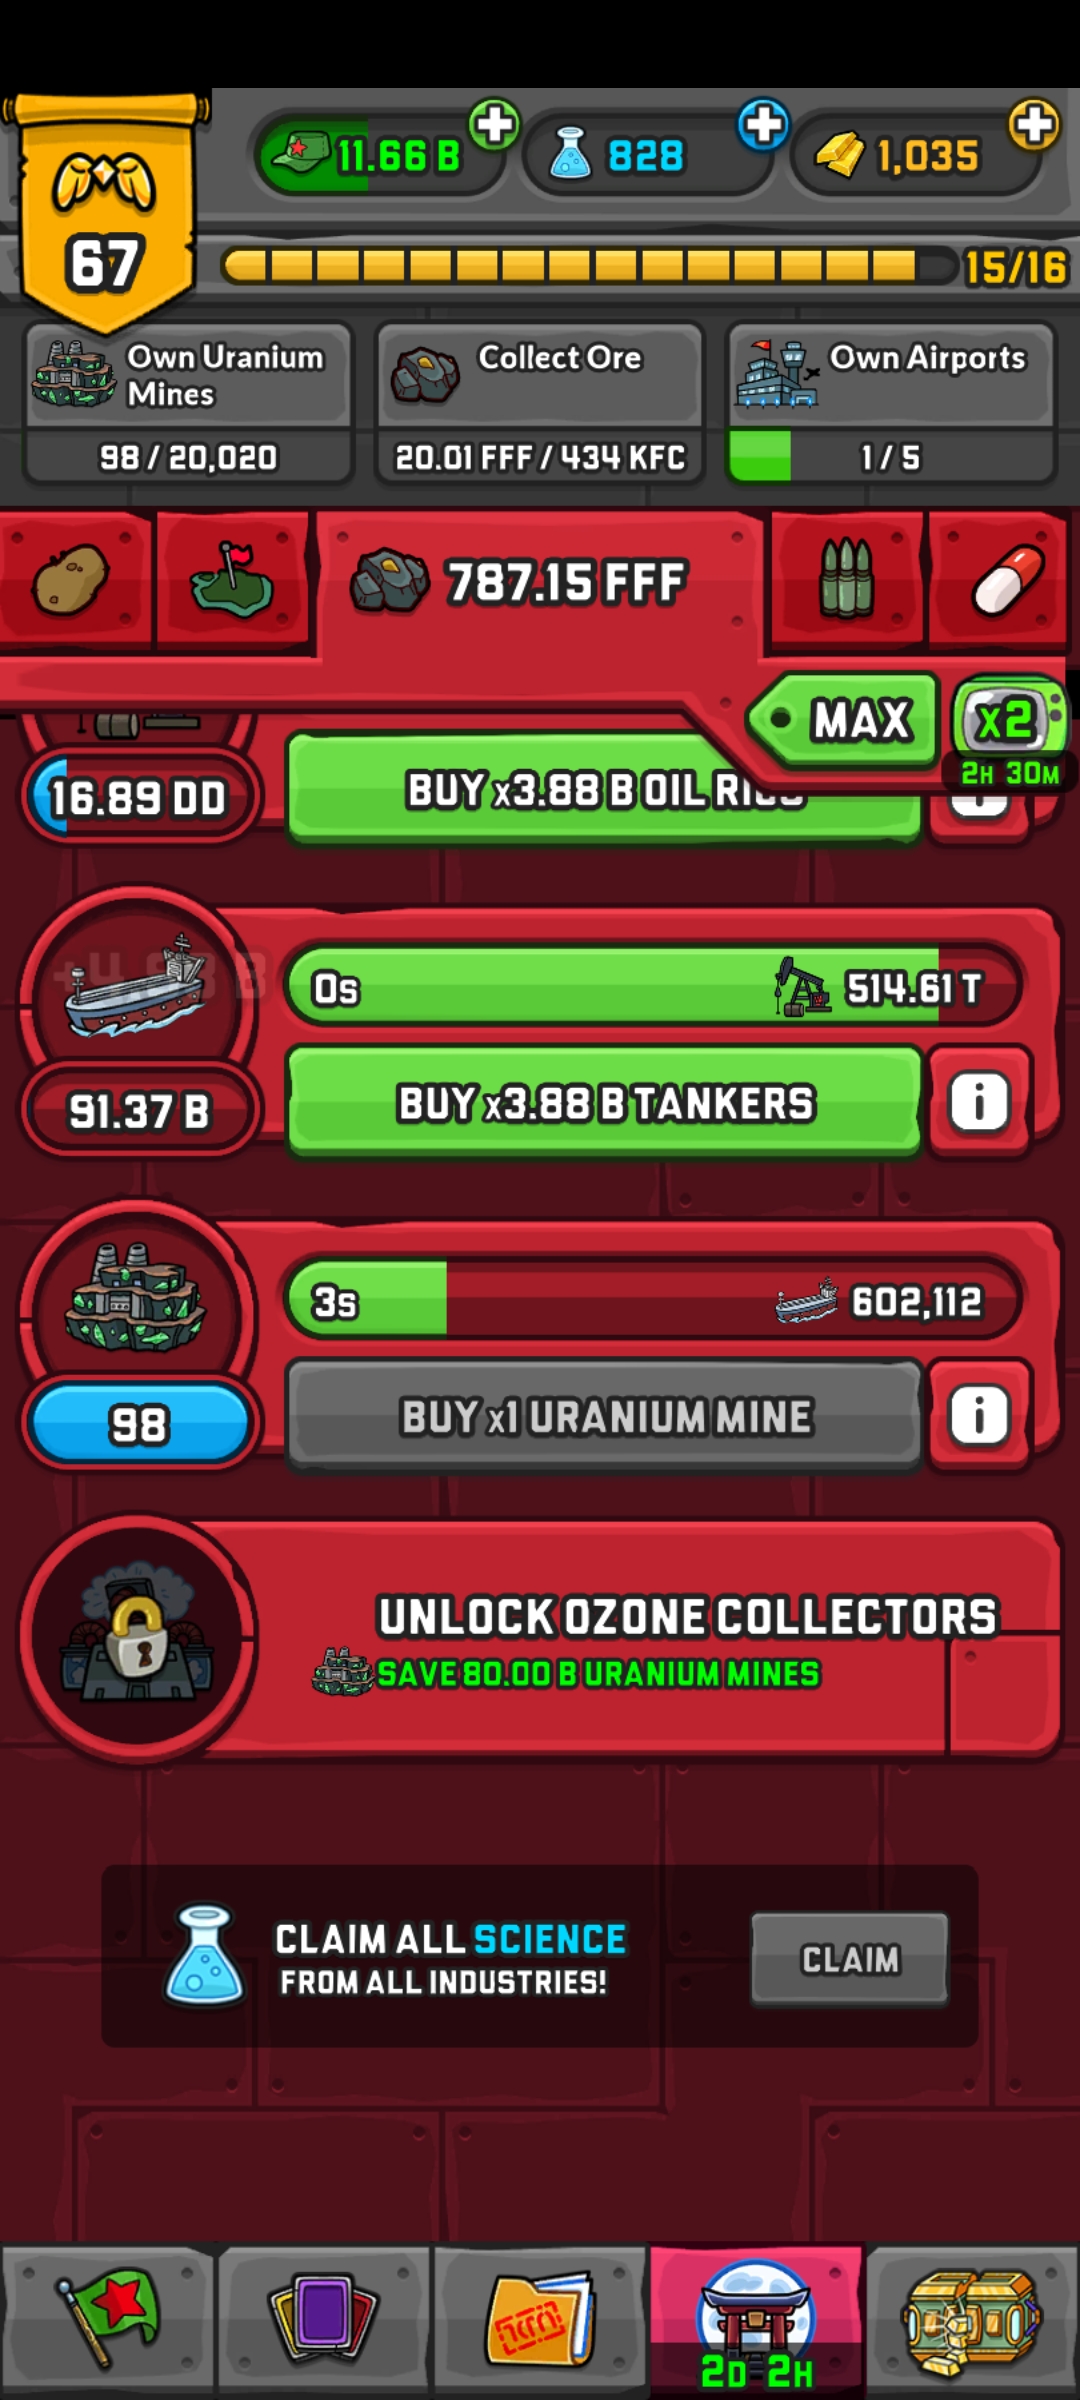 11.66 B
828
1,035
67
15/16
Own Uranium
Mines
98 / 20,020
Collect Ore
20.01 FFF / 434 KFC
Own Airports
1 / 5
787.15 FFF
MAX
x2
2H 30M
16.89 DD
BUY x3.88 B OIL RIGS
0s
514.61 T
91.37 B
BUY x3.88 B TANKERS
3s
602,112
98
BUY x1 URANIUM MINE
UNLOCK OZONE COLLECTORS
SAVE 80.00 B URANIUM MINES
CLAIM ALL SCIENCE
FROM ALL INDUSTRIES!
CLAIM
2D 2H